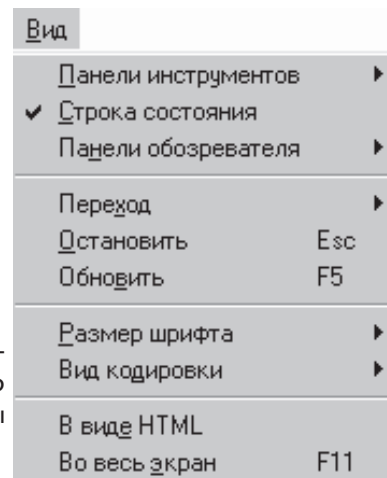 Вид
Панели инструментов
✔ Строка состояния
Панели обозревателя
Переход
Остановить Esc
Обновить F5
Размер шрифта
Вид кодировки
В виде HTML
Во весь экран F11